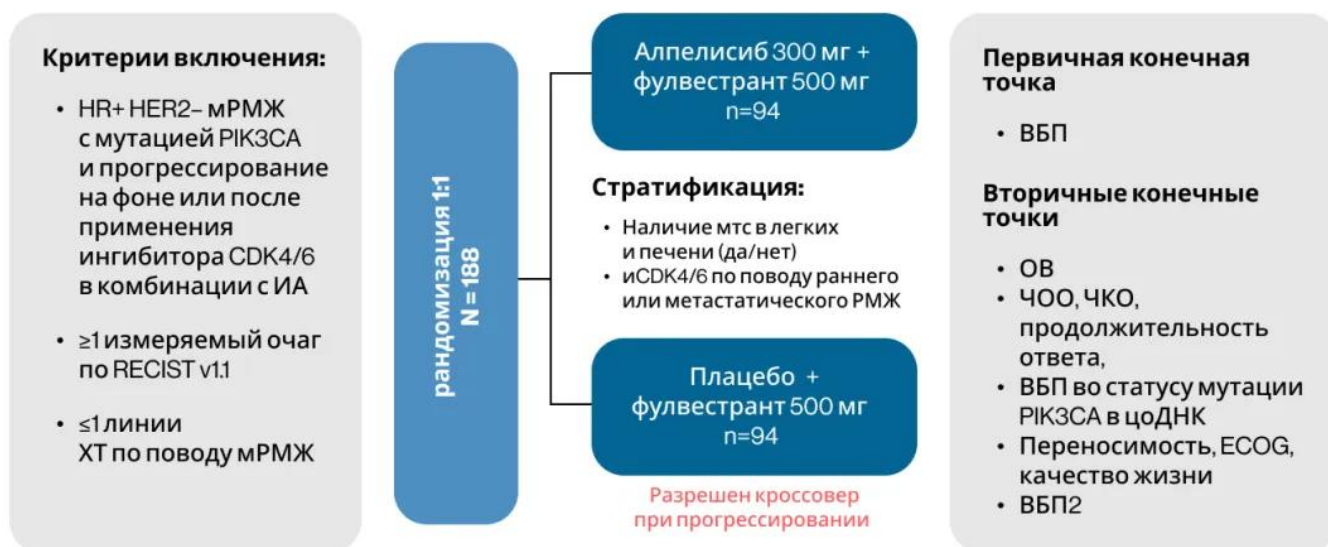 Критерии включения:
• HR+ HER2– мРМЖ
с мутацией PIK3CA
и прогрессирование
на фоне или после
применения
ингибитора CDK4/6
в комбинации с ИА
• ≥1 измеряемый очаг
по RECIST v1.1
• ≤1 линии
ХТ по поводу мРМЖ
рандомизация 1:1
N = 188
Алпелисиб 300 мг +
фулвестрант 500 мг
n=94
Стратификация:
• Наличие мтс в легких
и печени (да/нет)
• иCDK4/6 по поводу раннего
или метастатического РМЖ
Плацебо +
фулвестрант 500 мг
n=94
Разрешен кроссовер
при прогрессировании
Первичная конечная
точка
• ВБП
Вторичные конечные
точки
• ОВ
• ЧОО, ЧКО,
продолжительность
ответа,
• ВБП во статусу мутации
PIK3CA в цоДНК
• Переносимость, ECOG,
качество жизни
• ВБП2